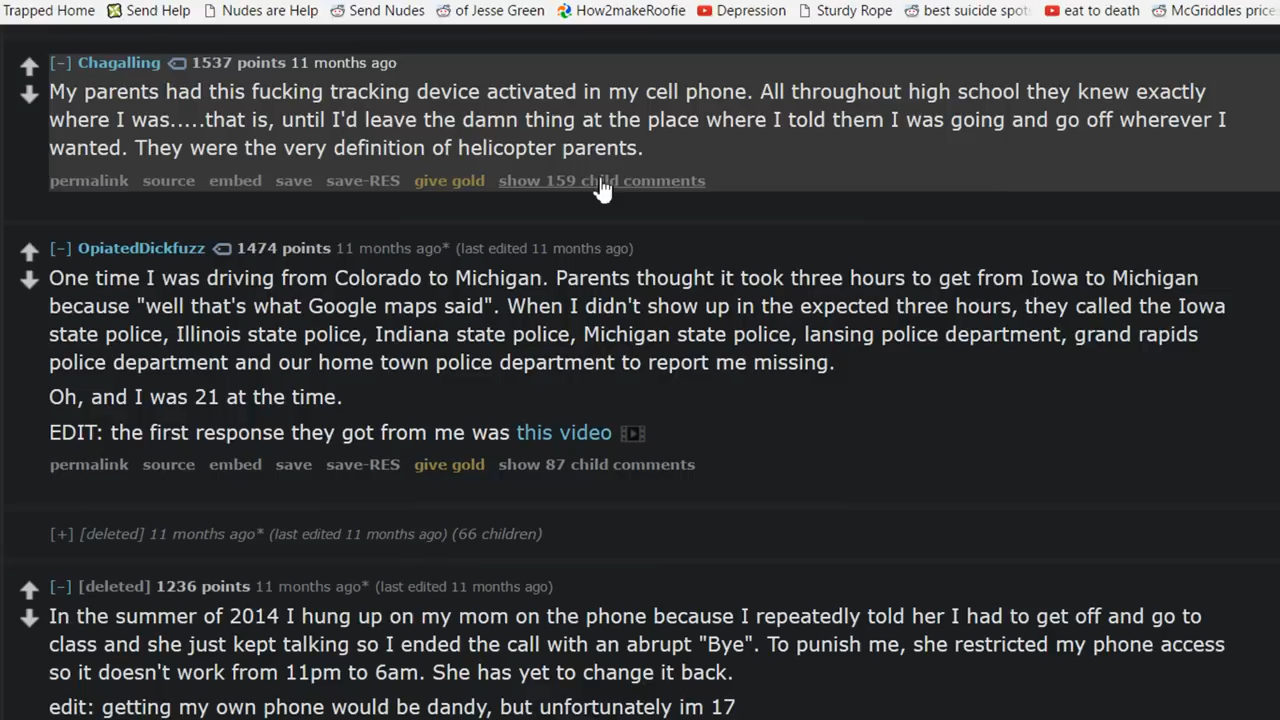 Trapped Home Send Help Nudes are Help Send Nudes of Jesse Green How2makeRoofie Depression Sturdy Rope best suicide spots eat to death McGriddles price
[–] Chagalling 1537 points 11 months ago
My parents had this fucking tracking device activated in my cell phone. All throughout high school they knew exactly
where I was.....that is, until I'd leave the damn thing at the place where I told them I was going and go off wherever I
wanted. They were the very definition of helicopter parents.
permalink source embed save save-RES give gold show 159 child comments
[–] OpiatedDickfuzz 1474 points 11 months ago* (last edited 11 months ago)
One time I was driving from Colorado to Michigan. Parents thought it took three hours to get from Iowa to Michigan
because "well that's what Google maps said". When I didn't show up in the expected three hours, they called the Iowa
state police, Illinois state police, Indiana state police, Michigan state police, lansing police department, grand rapids
police department and our home town police department to report me missing.
Oh, and I was 21 at the time.
EDIT: the first response they got from me was this video
permalink source embed save save-RES give gold show 87 child comments
[+] [deleted] 11 months ago* (last edited 11 months ago) (66 children)
[–] [deleted] 1236 points 11 months ago* (last edited 11 months ago)
In the summer of 2014 I hung up on my mom on the phone because I repeatedly told her I had to get off and go to
class and she just kept talking so I ended the call with an abrupt "Bye". To punish me, she restricted my phone access
so it doesn't work from 11pm to 6am. She has yet to change it back.
edit: getting my own phone would be dandy, but unfortunately im 17